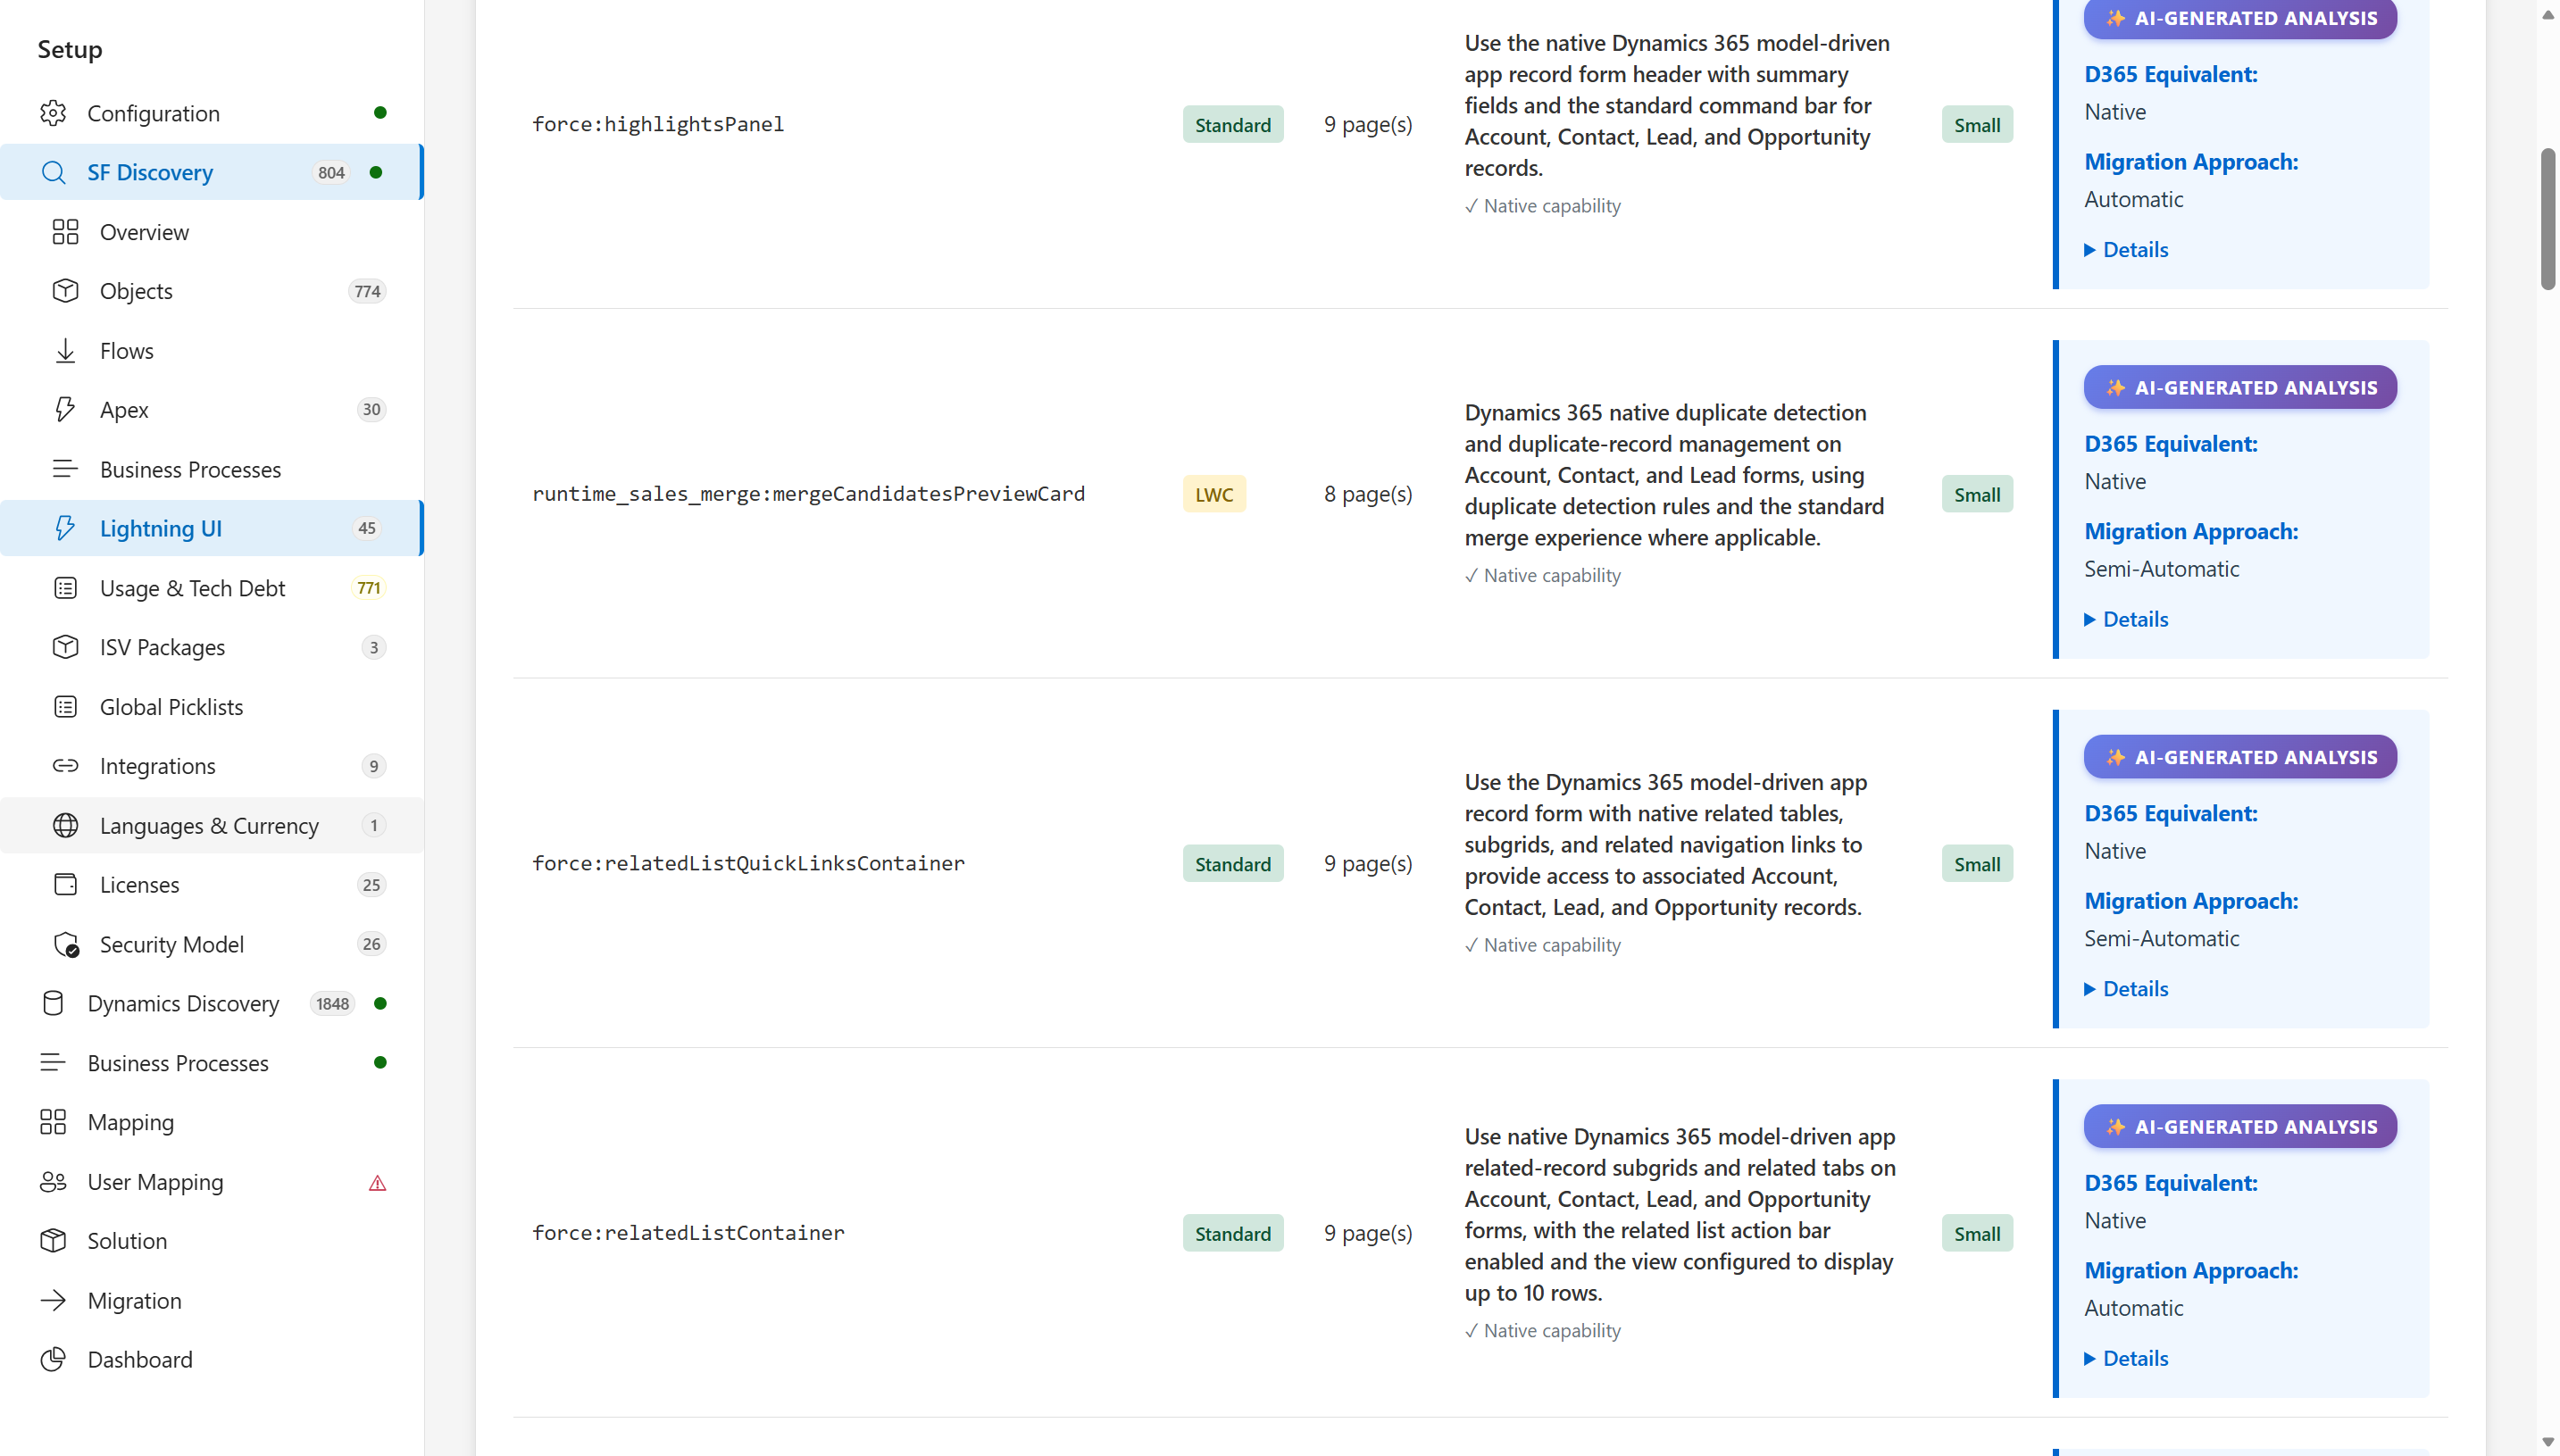 Setup
Configuration
SF Discovery 804
Overview
Objects 774
Flows
Apex 30
Business Processes
Lightning UI 45
Usage & Tech Debt 771
ISV Packages 3
Global Picklists
Integrations 9
Languages & Currency 1
Licenses 25
Security Model 26
Dynamics Discovery 1848
Business Processes
Mapping
User Mapping
Solution
Migration
Dashboard
force:highlightsPanel
Standard
9 page(s)
Use the native Dynamics 365 model-driven
app record form header with summary
fields and the standard command bar for
Account, Contact, Lead, and Opportunity
records.
✓ Native capability
Small
✨ AI-GENERATED ANALYSIS
D365 Equivalent:
Native
Migration Approach:
Automatic
▶ Details
runtime_sales_merge:mergeCandidatesPreviewCard
LWC
8 page(s)
Dynamics 365 native duplicate detection
and duplicate-record management on
Account, Contact, and Lead forms, using
duplicate detection rules and the standard
merge experience where applicable.
✓ Native capability
Small
✨ AI-GENERATED ANALYSIS
D365 Equivalent:
Native
Migration Approach:
Semi-Automatic
▶ Details
force:relatedListQuickLinksContainer
Standard
9 page(s)
Use the Dynamics 365 model-driven app
record form with native related tables,
subgrids, and related navigation links to
provide access to associated Account,
Contact, Lead, and Opportunity records.
✓ Native capability
Small
✨ AI-GENERATED ANALYSIS
D365 Equivalent:
Native
Migration Approach:
Semi-Automatic
▶ Details
force:relatedListContainer
Standard
9 page(s)
Use native Dynamics 365 model-driven app
related-record subgrids and related tabs on
Account, Contact, Lead, and Opportunity
forms, with the related list action bar
enabled and the view configured to display
up to 10 rows.
✓ Native capability
Small
✨ AI-GENERATED ANALYSIS
D365 Equivalent:
Native
Migration Approach:
Automatic
▶ Details